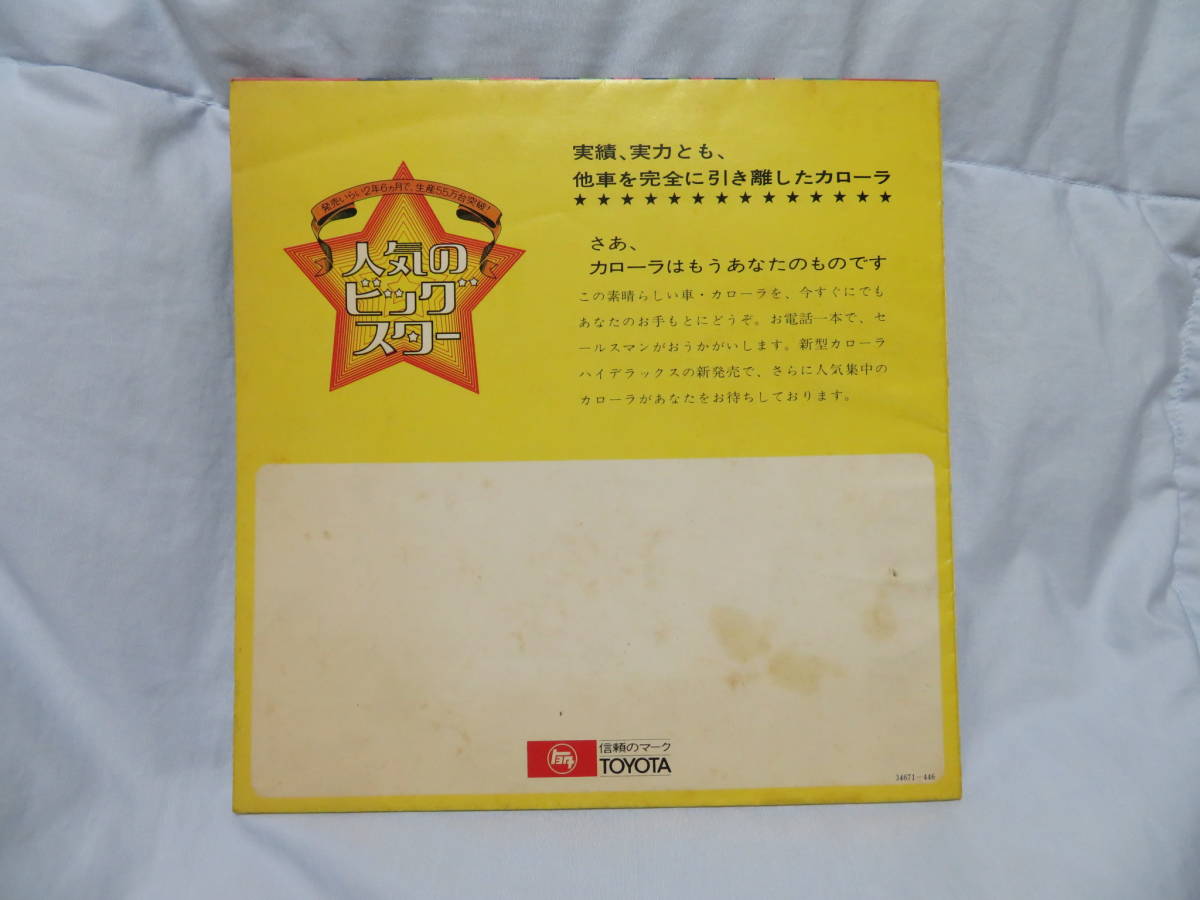 発売いらい2年6ヵ月で、生産55万台突破！
人気の
ビッグ
スター
実績、実力とも、
他車を完全に引き離したカローラ
★★★★★★★★★★★★★★
さあ、
カローラはもうあなたのものです
この素晴らしい車・カローラを、今すぐにでも
あなたのお手もとにどうぞ。お電話一本で、セ
ールスマンがおうかがいします。新型カローラ
ハイデラックスの新発売で、さらに人気集中の
カローラがあなたをお待ちしております。
トヨタ
信頼のマーク
TOYOTA
34671-446